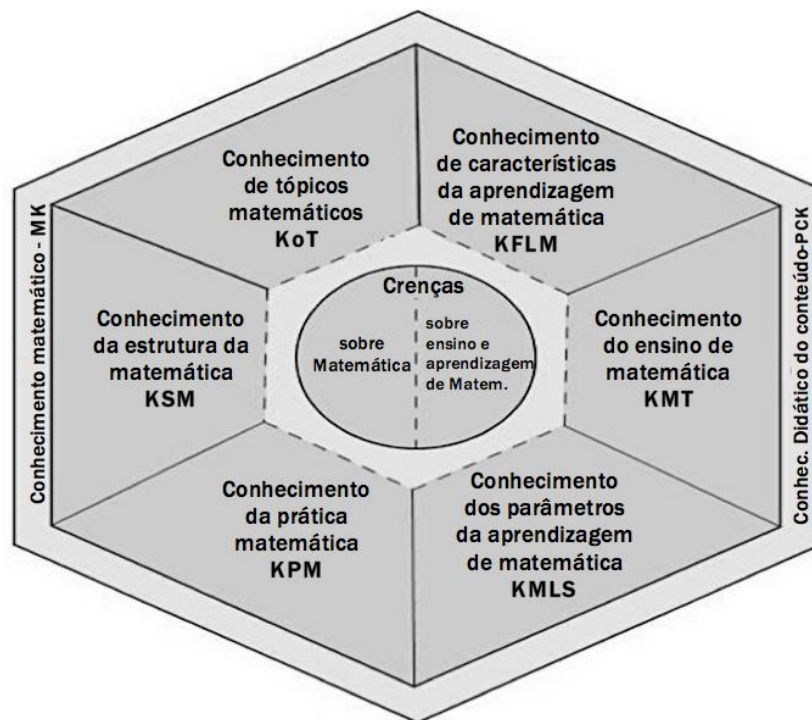 Conhecimento matemático - MK
Conhecimento
de tópicos
matemáticos
KoT
Conhecimento
de características
da aprendizagem
de matemática
KFLM
Conhecimento
da estrutura da
matemática
KSM
Crenças
sobre
Matemática
sobre
ensino e
aprendizagem
de Matem.
Conhecimento
do ensino de
matemática
KMT
Conhecimento
da prática
matemática
KPM
Conhecimento
dos parâmetros
da aprendizagem
de matemática
KMLS
Conhec. Didático do conteúdo-PCK